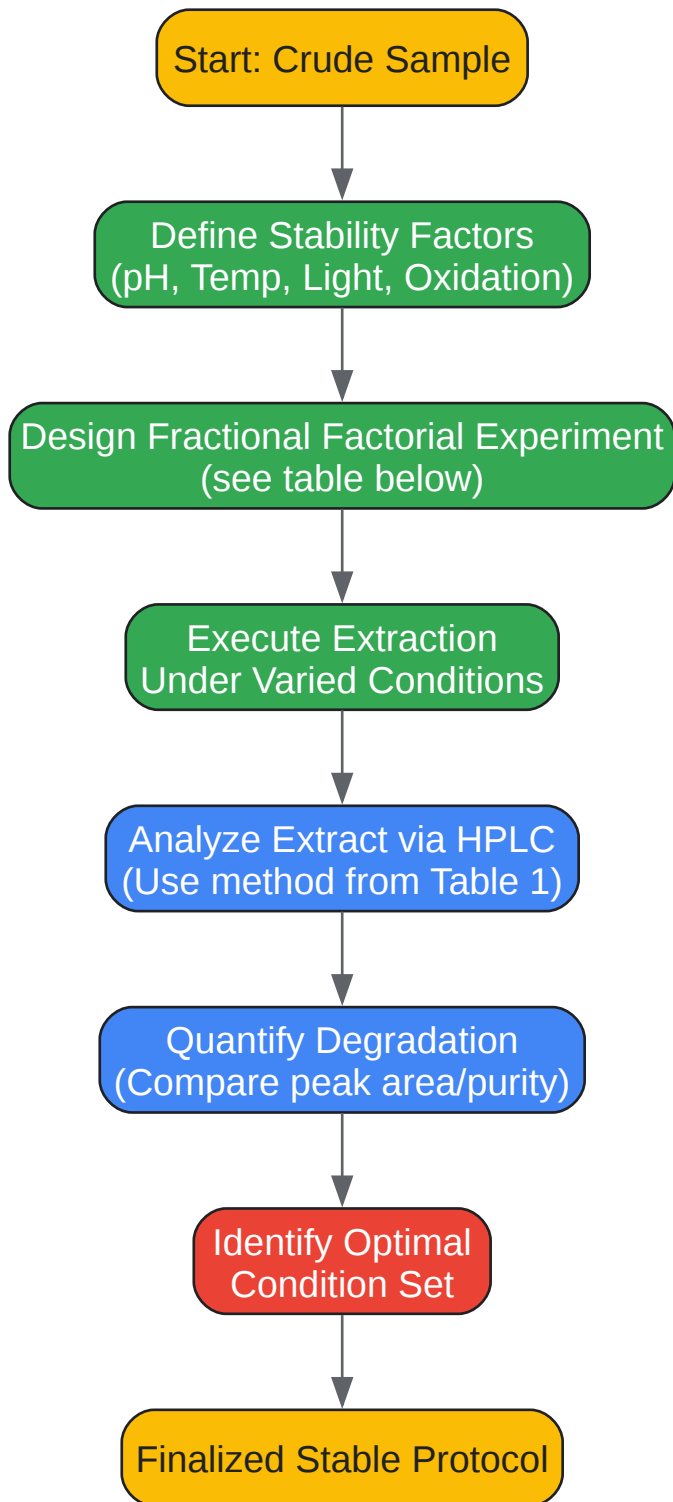 Start: Crude Sample
Define Stability Factors
(pH, Temp, Light, Oxidation)
Design Fractional Factorial Experiment
(see table below)
Execute Extraction
Under Varied Conditions
Analyze Extract via HPLC
(Use method from Table 1)
Quantify Degradation
(Compare peak area/purity)
Identify Optimal
Condition Set
Finalized Stable Protocol